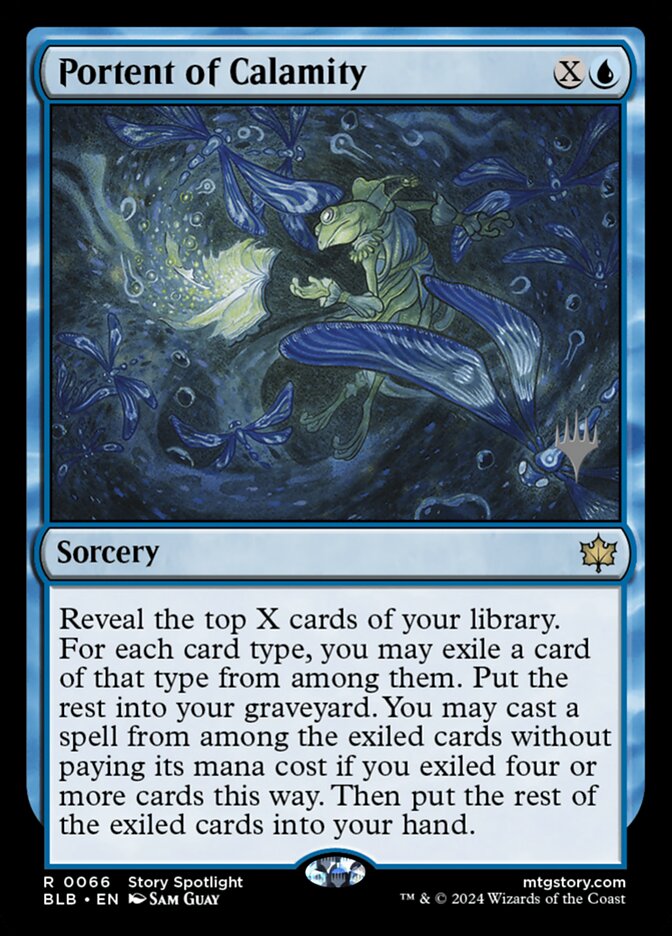 Portent of Calamity
X
Sorcery
Reveal the top X cards of your library.
For each card type, you may exile a card
of that type from among them. Put the
rest into your graveyard. You may cast a
spell from among the exiled cards without
paying its mana cost if you exiled four or
more cards this way. Then put the rest of
the exiled cards into your hand.
R 0066 Story Spotlight
mtgstory.com
BLB • EN Sam Guay
™ & © 2024 Wizards of the Coast